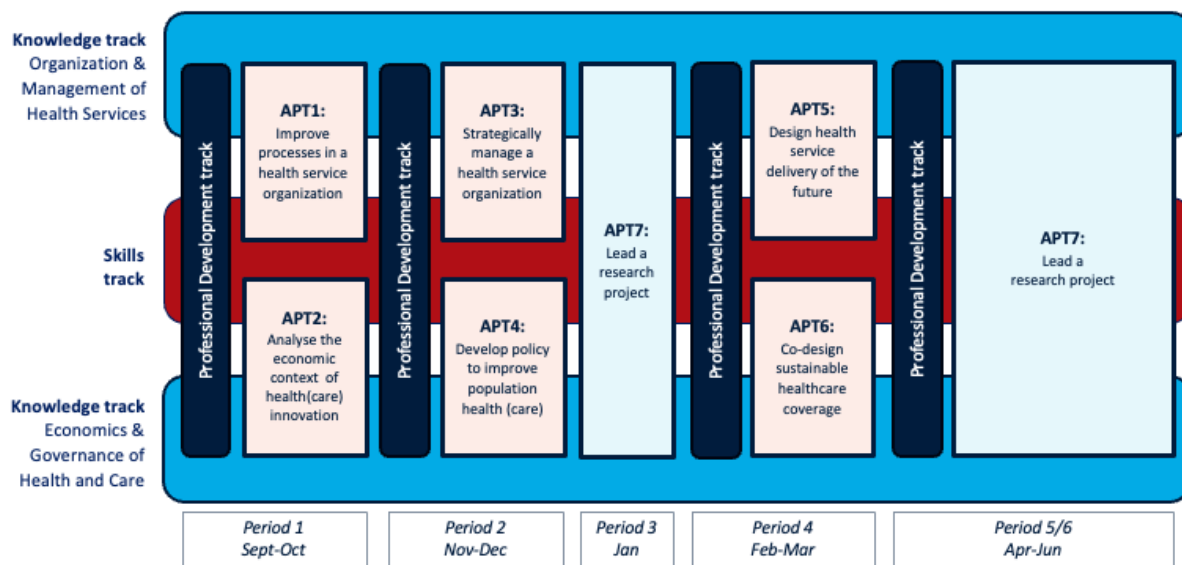 Knowledge track
Organization &
Management of
Health Services
Skills
track
Knowledge track
Economics &
Governance of
Health and Care
Professional Development track
APT1:
Improve
processes in a
health service
organization
APT2:
Analyse the
economic
context of
health(care)
innovation
Professional Development track
APT3:
Strategically
manage a
health service
organization
APT4:
Develop policy
to improve
population
health (care)
APT7:
Lead a
research
project
Professional Development track
APT5:
Design health
service
delivery of the
future
APT6:
Co-design
sustainable
healthcare
coverage
Professional Development track
APT7:
Lead a
research project
Period 1
Sept-Oct
Period 2
Nov-Dec
Period 3
Jan
Period 4
Feb-Mar
Period 5/6
Apr-Jun